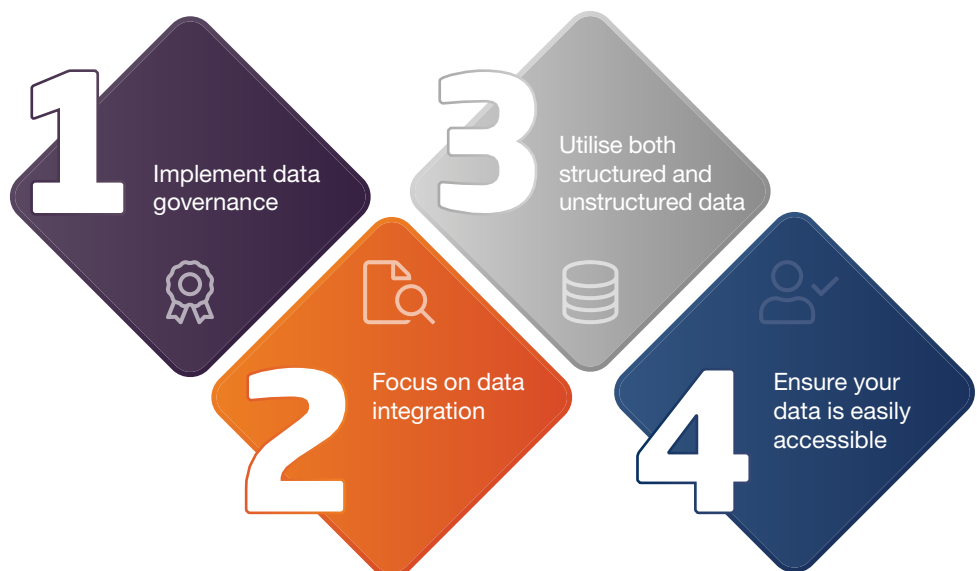 1
Implement data
governance
2
Focus on data
integration
3
Utilise both
structured and
unstructured data
4
Ensure your
data is easily
accessible